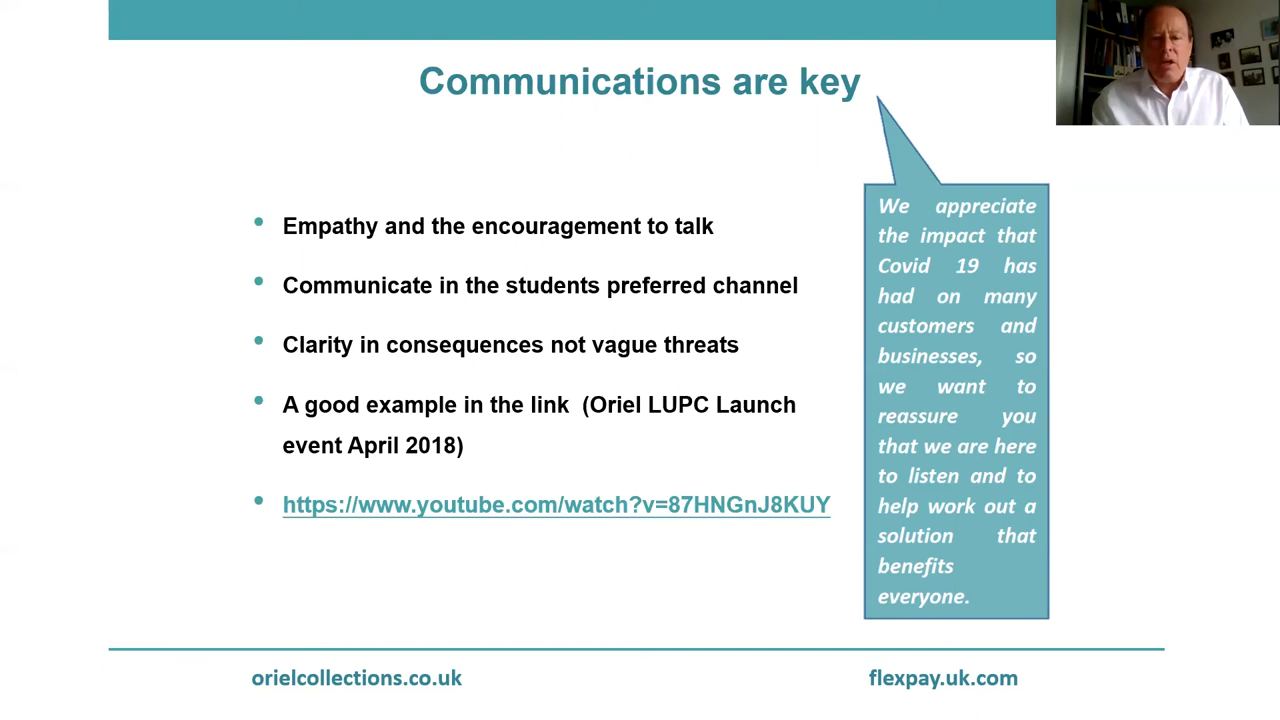 Communications are key
Empathy and the encouragement to talk
Communicate in the students preferred channel
Clarity in consequences not vague threats
A good example in the link  (Oriel LUPC Launch
event April 2018)
https://www.youtube.com/watch?v=87HNGnJ8KUY
We appreciate
the impact that
Covid 19 has
had on many
customers and
businesses, so
we want to
reassure you
that we are here
to listen and to
help work out a
solution that
benefits
everyone.
orielcollections.co.uk
flexpay.uk.com